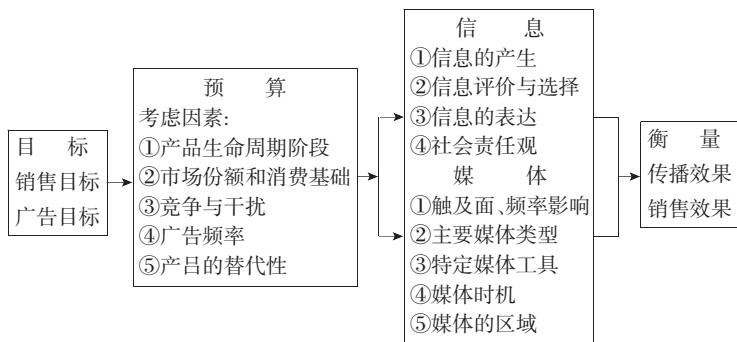 目 标
销售目标
广告目标
预 算
考虑因素:
①产品生命周期阶段
②市场份额和消费基础
③竞争与干扰
④广告频率
⑤产吕的替代性
信 息
①信息的产生
②信息评价与选择
③信息的表达
④社会责任观
媒 体
①触及面、频率影响
②主要媒体类型
③特定媒体工具
④媒体时机
⑤媒体的区域
衡 量
传播效果
销售效果